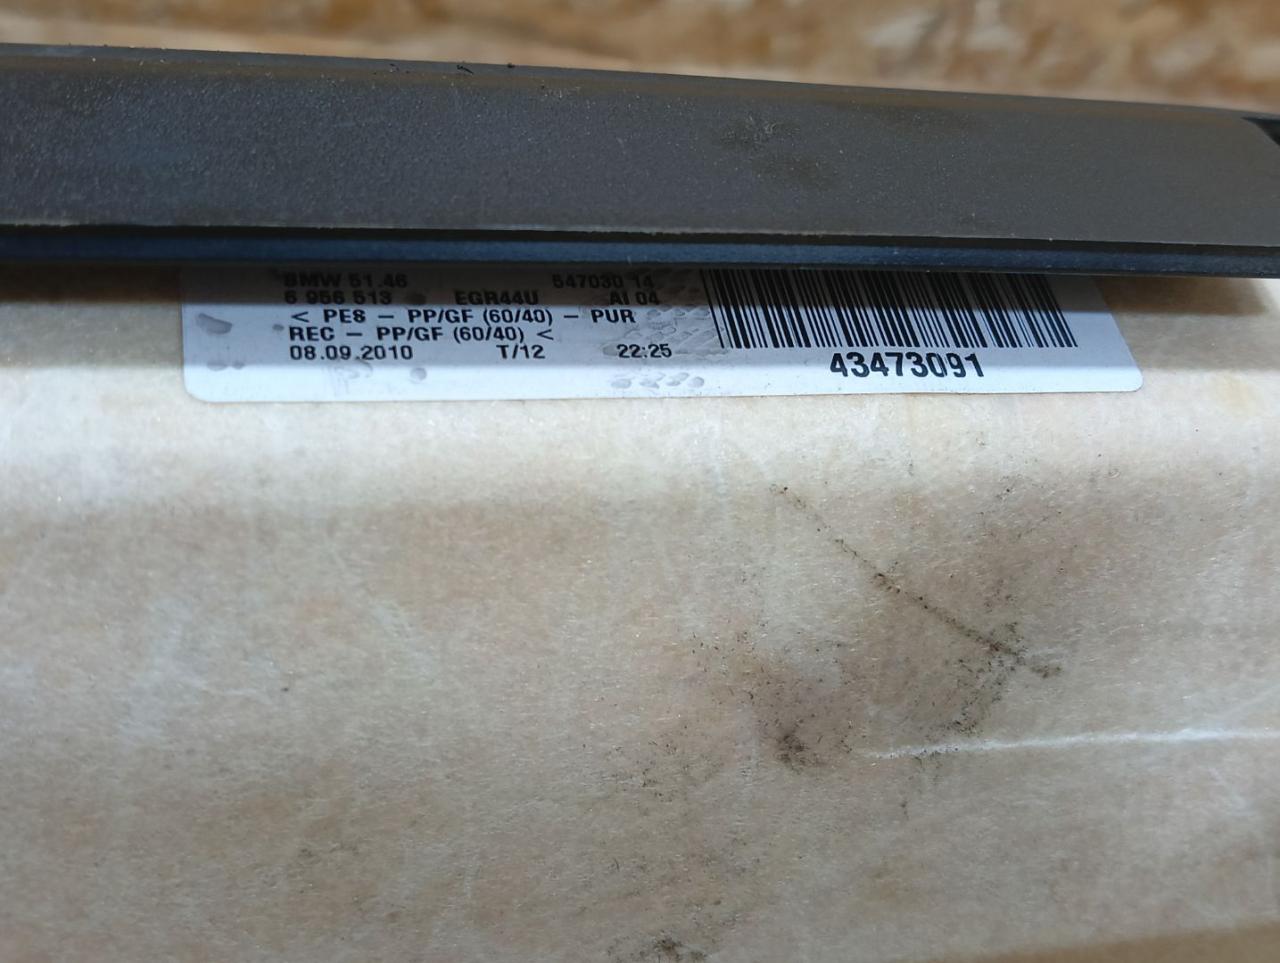 BMW 51.46 547030 14
6 956 513 EGR44U AI 04
< PES - PP/GF (60/40) - PUR
REC - PP/GF (60/40) <
08.09.2010 T/12 22:25
43473091